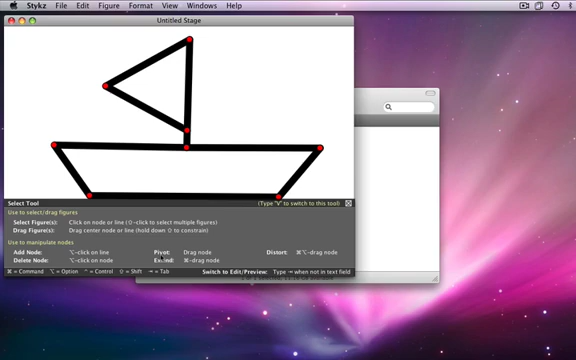 Stykz File Edit Figure Format View Windows Help
Untitled Stage
Select Tool (Type "V" to switch to this tool)
Use to select/drag figures
Select Figure(s): Click on node or line (⇧-click to select multiple figures)
Drag Figure(s): Drag center node or line (hold down ⇧ to constrain)
Use to manipulate nodes
Add Node: ⌥-click on line Pivot: Drag node Distort: ⌘⌥-drag node
Delete Node: ⌥-click on node Extend: ⌘-drag node
⌘ = Command ⌥ = Option ⌃ = Control ⇧ = Shift ⇥ = Tab Switch to Edit/Preview: Type ⇥ when not in text field